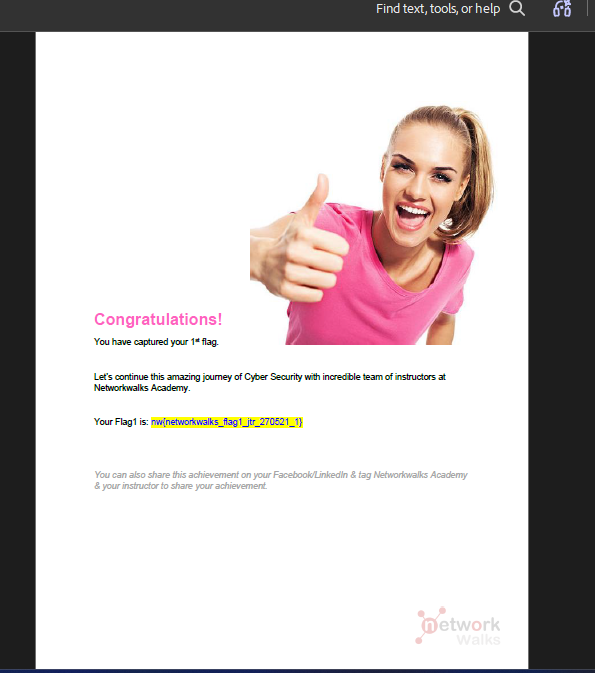 Find text, tools, or help
Congratulations!
You have captured your 1st flag.
Let's continue this amazing journey of Cyber Security with incredible team of instructors at
Networkwalks Academy.
Your Flag1 is: nw{networkwalks_flag1_jtr_270521_1}
You can also share this achievement on your Facebook/LinkedIn & tag Networkwalks Academy
& your instructor to share your achievement.
network
Walks